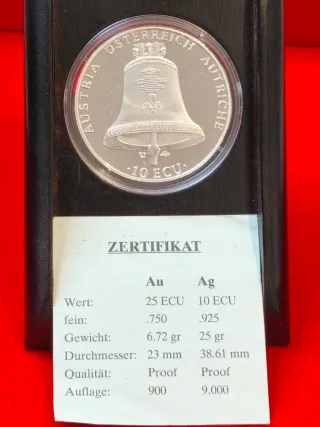 AUSTRIA ÖSTERREICH AUTRICHE
·10 ECU·
ZERTIFIKAT
Au Ag
Wert: 25 ECU 10 ECU
fein: .750 .925
Gewicht: 6.72 gr 25 gr
Durchmesser: 23 mm 38.61 mm
Qualität: Proof Proof
Auflage: 900 9.000